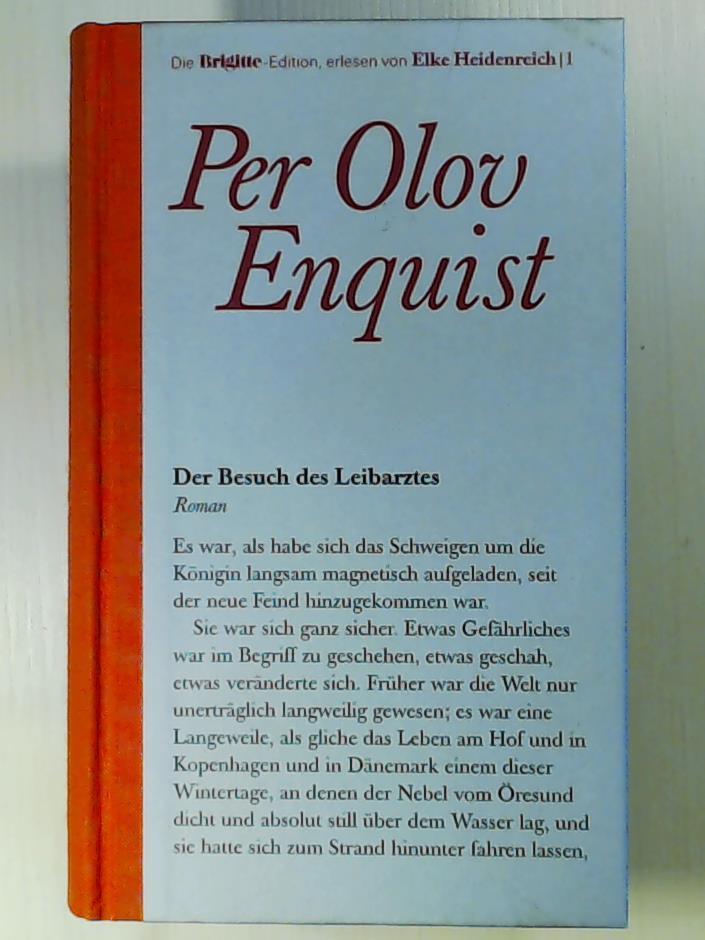 Die Brigitte-Edition, erlesen von Elke Heidenreich | 1
Per Olov
Enquist
Der Besuch des Leibarztes
Roman
Es war, als habe sich das Schweigen um die
Königin langsam magnetisch aufgeladen, seit
der neue Feind hinzugekommen war.
Sie war sich ganz sicher. Etwas Gefährliches
war im Begriff zu geschehen, etwas geschah,
etwas veränderte sich. Früher war die Welt nur
unerträglich langweilig gewesen; es war eine
Langeweile, als gliche das Leben am Hof und in
Kopenhagen und in Dänemark einem dieser
Wintertage, an denen der Nebel vom Öresund
dicht und absolut still über dem Wasser lag, und
sie hatte sich zum Strand hinunter fahren lassen,